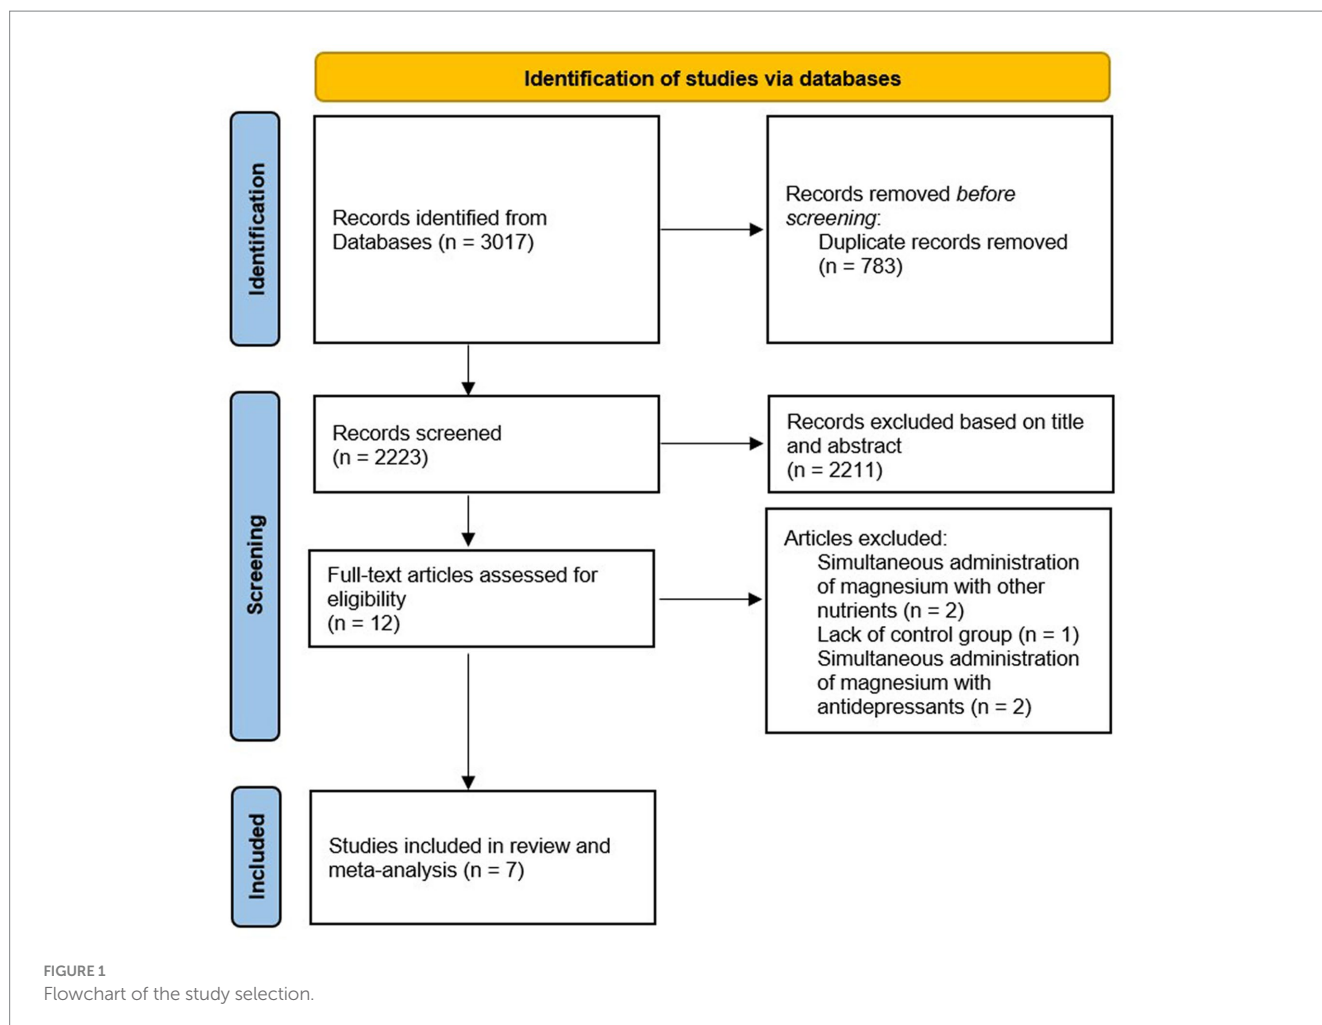 Identification of studies via databases
Identification
Records identified from
Databases (n = 3017)
Records removed before
screening:
Duplicate records removed
(n = 783)
Screening
Records screened
(n = 2223)
Records excluded based on title
and abstract
(n = 2211)
Full-text articles assessed for
eligibility
(n = 12)
Articles excluded:
Simultaneous administration
of magnesium with other
nutrients (n = 2)
Lack of control group (n = 1)
Simultaneous administration
of magnesium with
antidepressants (n = 2)
Included
Studies included in review and
meta-analysis (n = 7)
FIGURE 1
Flowchart of the study selection.